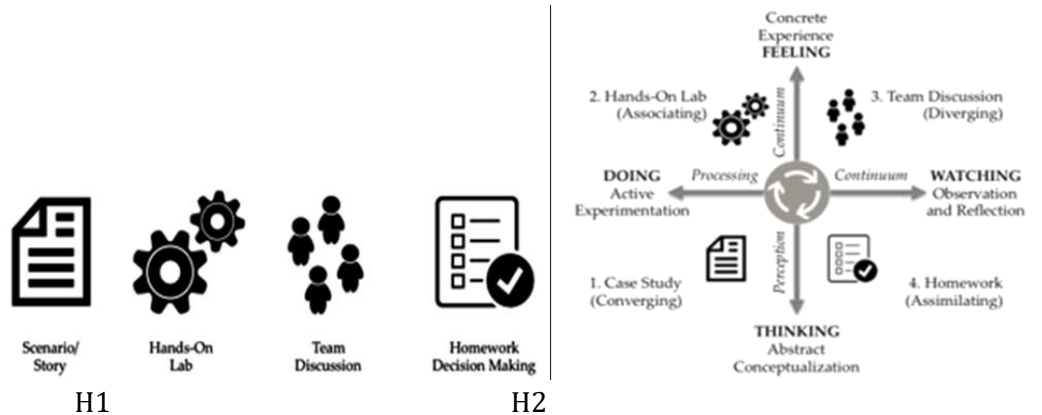 Scenario/
Story
Hands-On
Lab
Team
Discussion
Homework
Decision Making
H1
H2
Concrete
Experience
FEELING
2. Hands-On Lab
(Associating)
Continuum
3. Team Discussion
(Diverging)
DOING
Active
Experimentation
Processing
Continuum
WATCHING
Observation
and Reflection
1. Case Study
(Converging)
Perception
4. Homework
(Assimilating)
THINKING
Abstract
Conceptualization